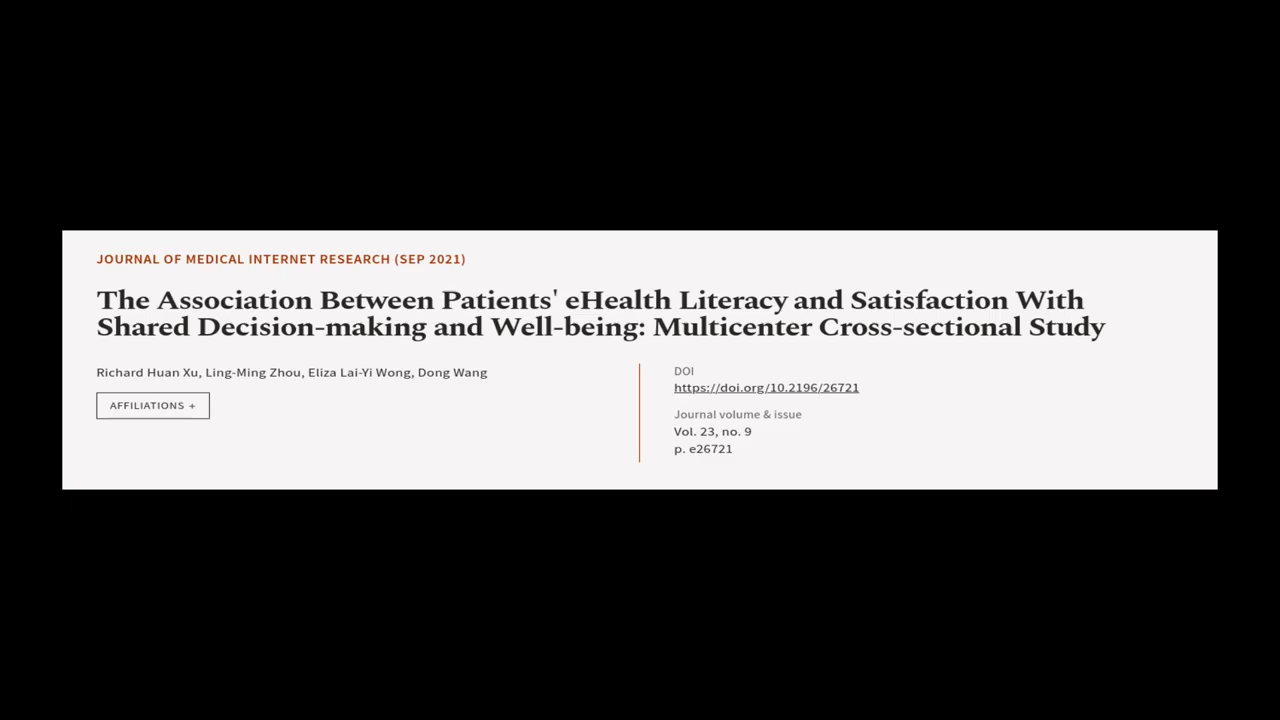 JOURNAL OF MEDICAL INTERNET RESEARCH (SEP 2021)
The Association Between Patients' eHealth Literacy and Satisfaction With
Shared Decision-making and Well-being: Multicenter Cross-sectional Study
Richard Huan Xu, Ling-Ming Zhou, Eliza Lai-Yi Wong, Dong Wang
AFFILIATIONS +
DOI
https://doi.org/10.2196/26721
Journal volume & issue
Vol. 23, no. 9
p. e26721